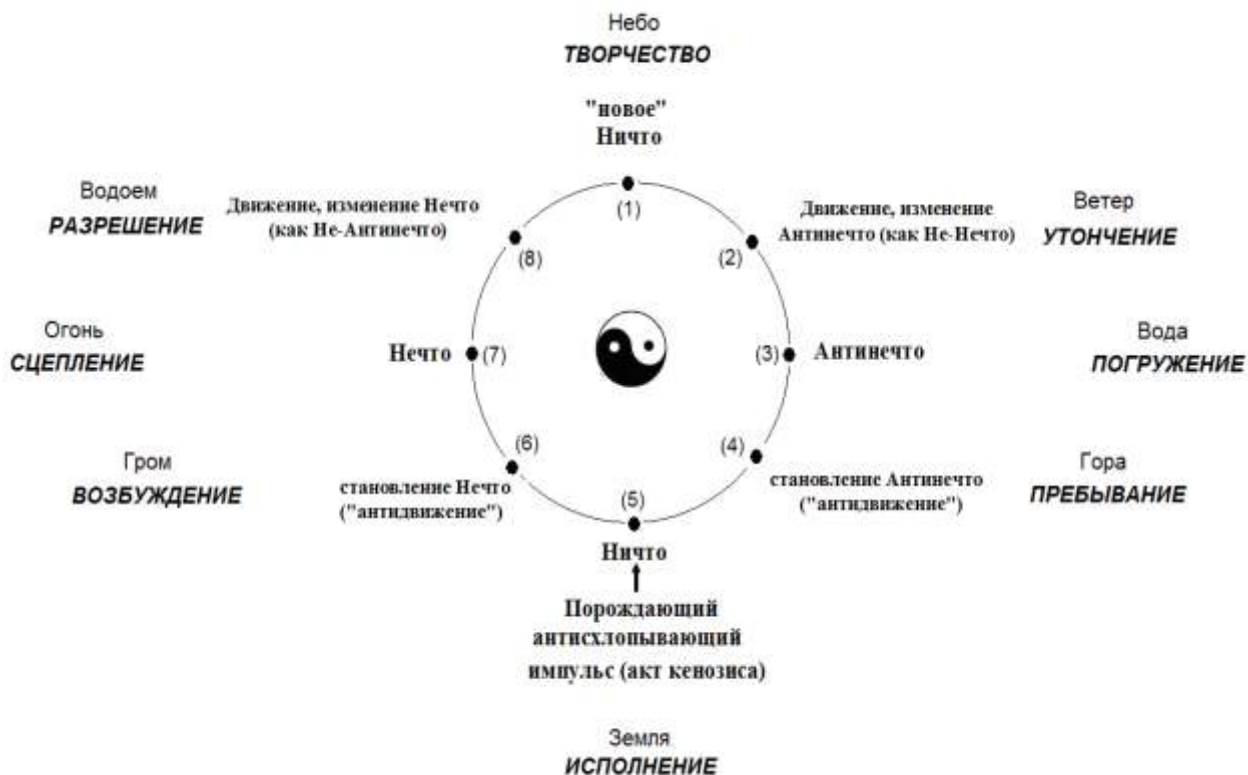 Небо
ТВОРЧЕСТВО
"новое"
Ничто
Водоем
РАЗРЕШЕНИЕ
Движение, изменение Нечто
(как Не-Антинечто)
(1)
Движение, изменение
Антинечто (как Не-Нечто)
Ветер
УТОНЧЕНИЕ
(8)
(2)
Огонь
СЦЕПЛЕНИЕ
Нечто
(7)
(3)
Антинечто
Вода
ПОГРУЖЕНИЕ
Гром
ВОЗБУЖДЕНИЕ
(6)
становление Нечто
("антидвижение")
(4)
становление Антинечто
("антидвижение")
Гора
ПРЕБЫВАНИЕ
(5)
Ничто
Порождающий
антисхлопывающий
импульс (акт кенозиса)
Земля
ИСПОЛНЕНИЕ